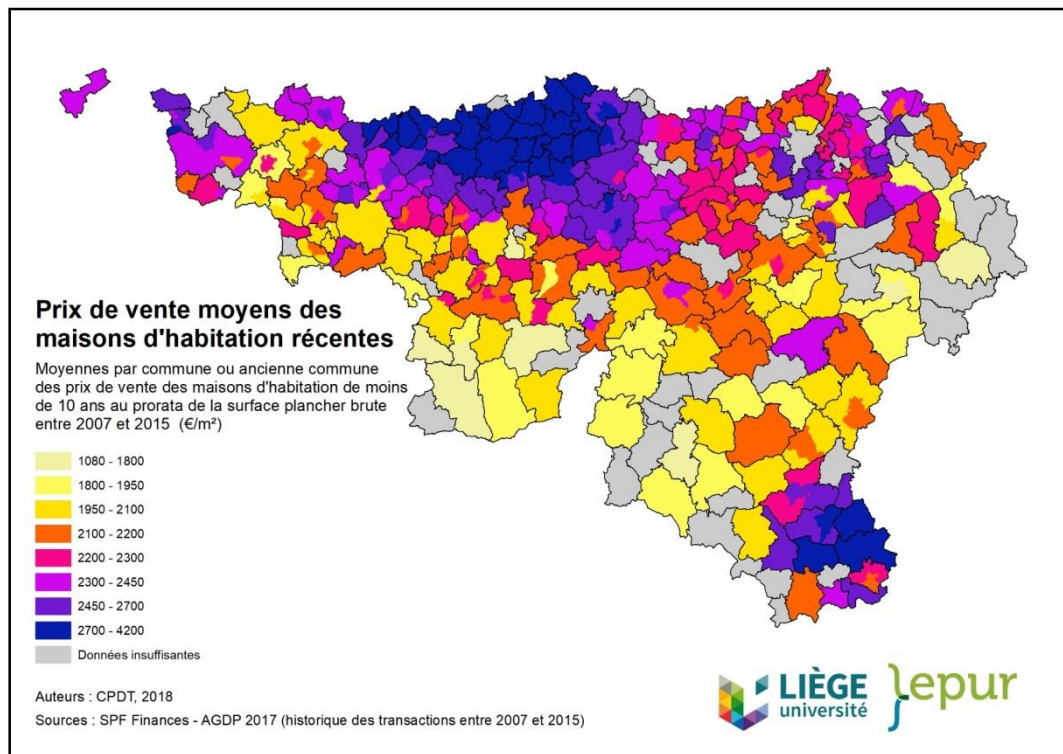 Prix de vente moyens des
maisons d'habitation récentes
Moyennes par commune ou ancienne commune
des prix de vente des maisons d'habitation de moins
de 10 ans au prorata de la surface plancher brute
entre 2007 et 2015 (€/m²)
1080 - 1800
1800 - 1950
1950 - 2100
2100 - 2200
2200 - 2300
2300 - 2450
2450 - 2700
2700 - 4200
Données insuffisantes
Auteurs : CPDT, 2018
Sources : SPF Finances - AGDP 2017 (historique des transactions entre 2007 et 2015)
LIÈGE
université
lepur